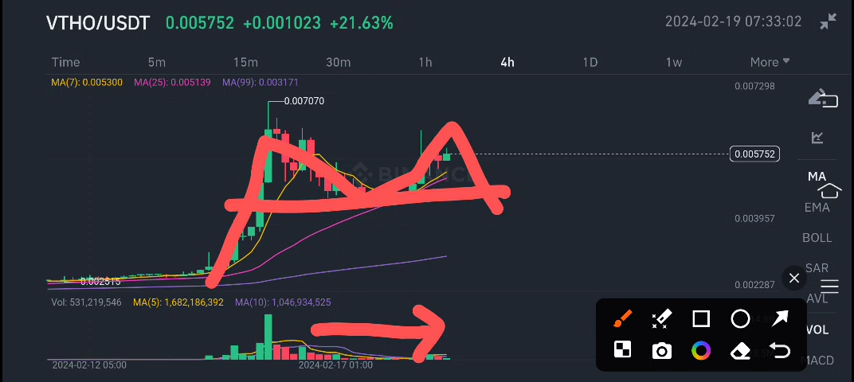 VTHO/USDT 0.005752 +0.001023 +21.63% 2024-02-19 07:33:02
Time 5m 15m 30m 1h 4h 1D 1w More
MA(7): 0.005300 MA(25): 0.005139 MA(99): 0.003171
0.007298
0.007070
0.005752
MA
EMA
0.003957
BOLL
SAR
0.002515
0.002287
AVL
Vol: 531,219,546 MA(5): 1,682,186,392 MA(10): 1,046,934,525
VOL
MACD
2024-02-12 05:00 2024-02-17 01:00